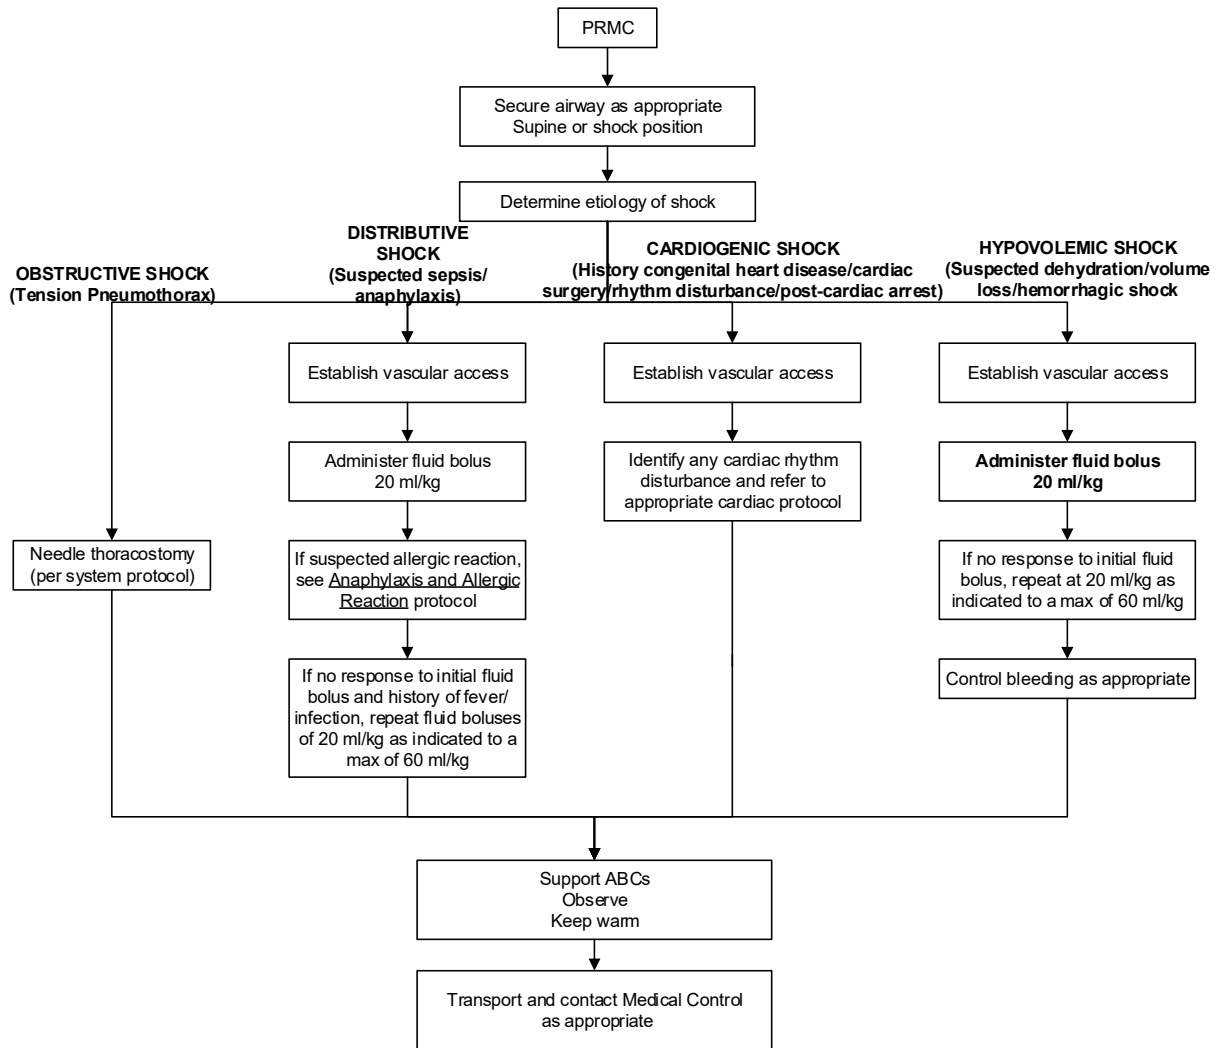 PRMC
Secure airway as appropriate
Supine or shock position
Determine etiology of shock
OBSTRUCTIVE SHOCK
(Tension Pneumothorax)
DISTRIBUTIVE
SHOCK
(Suspected sepsis/
anaphylaxis)
CARDIOGENIC SHOCK
(History congenital heart disease/cardiac
surgery/rhythm disturbance/post-cardiac arrest)
HYPOVOLEMIC SHOCK
(Suspected dehydration/volume
loss/hemorrhagic shock
Needle thoracostomy
(per system protocol)
Establish vascular access
Administer fluid bolus
20 ml/kg
If suspected allergic reaction,
see Anaphylaxis and Allergic
Reaction protocol
If no response to initial fluid
bolus and history of fever/
infection, repeat fluid boluses
of 20 ml/kg as indicated to a
max of 60 ml/kg
Establish vascular access
Identify any cardiac rhythm
disturbance and refer to
appropriate cardiac protocol
Establish vascular access
Administer fluid bolus
20 ml/kg
If no response to initial fluid
bolus, repeat at 20 ml/kg as
indicated to a max of 60 ml/kg
Control bleeding as appropriate
Support ABCs
Observe
Keep warm
Transport and contact Medical Control
as appropriate